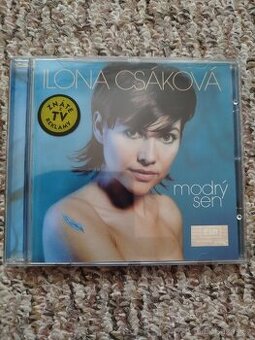 ILONA CSÁKOVÁ
ZNÁTE
Z
TV
REKLAMY
modrý
sen